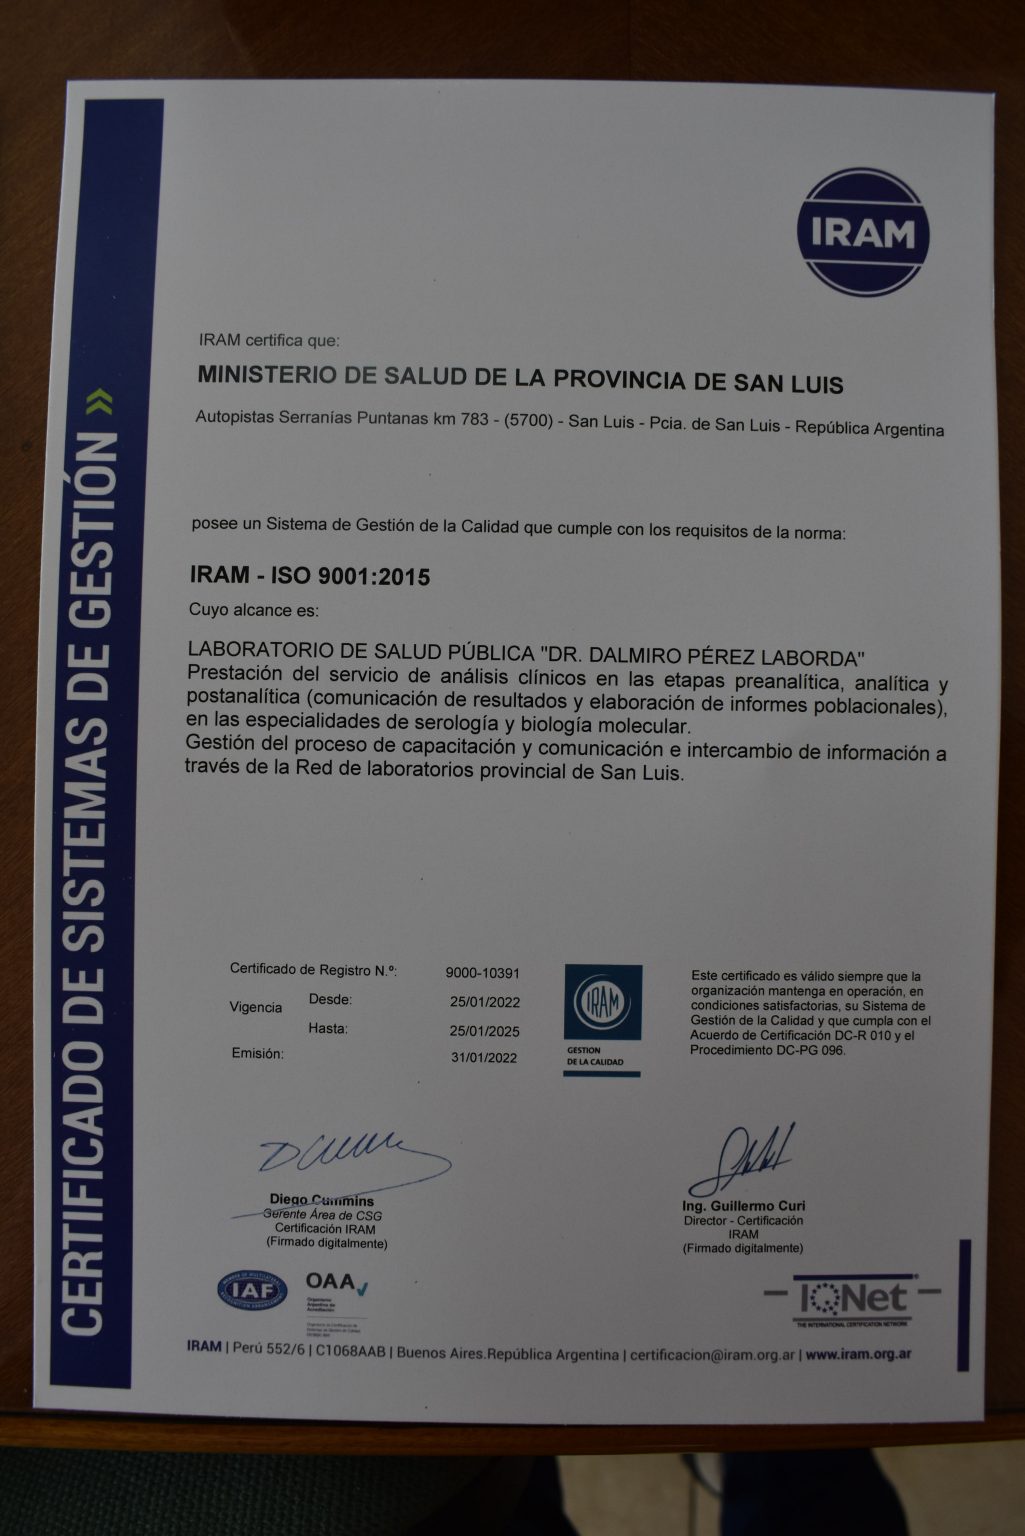 CERTIFICADO DE SISTEMAS DE GESTIÓN
IRAM
IRAM certifica que:
MINISTERIO DE SALUD DE LA PROVINCIA DE SAN LUIS
Autopistas Serranías Puntanas km 783 - (5700) - San Luis - Pcia. de San Luis - República Argentina
posee un Sistema de Gestión de la Calidad que cumple con los requisitos de la norma:
IRAM - ISO 9001:2015
Cuyo alcance es:
LABORATORIO DE SALUD PÚBLICA "DR. DALMIRO PÉREZ LABORDA"
Prestación del servicio de análisis clínicos en las etapas preanalítica, analítica y
postanalítica (comunicación de resultados y elaboración de informes poblacionales),
en las especialidades de serología y biología molecular.
Gestión del proceso de capacitación y comunicación e intercambio de información a
través de la Red de laboratorios provincial de San Luis.
Certificado de Registro N.º: 9000-10391
Vigencia Desde: 25/01/2022
Hasta: 25/01/2025
Emisión: 31/01/2022
IRAM
GESTION
DE LA CALIDAD
Este certificado es válido siempre que la
organización mantenga en operación, en
condiciones satisfactorias, su Sistema de
Gestión de la Calidad y que cumpla con el
Acuerdo de Certificación DC-R 010 y el
Procedimiento DC-PG 096.
Diego Cummins
Gerente Área de CSG
Certificación IRAM
(Firmado digitalmente)
Ing. Guillermo Curi
Director - Certificación
IRAM
(Firmado digitalmente)
IAF
OAA
Organismo
Argentino de
Acreditación
IQNet
THE INTERNATIONAL CERTIFICATION NETWORK
IRAM | Perú 552/6 | C1068AAB | Buenos Aires.República Argentina | certificacion@iram.org.ar | www.iram.org.ar